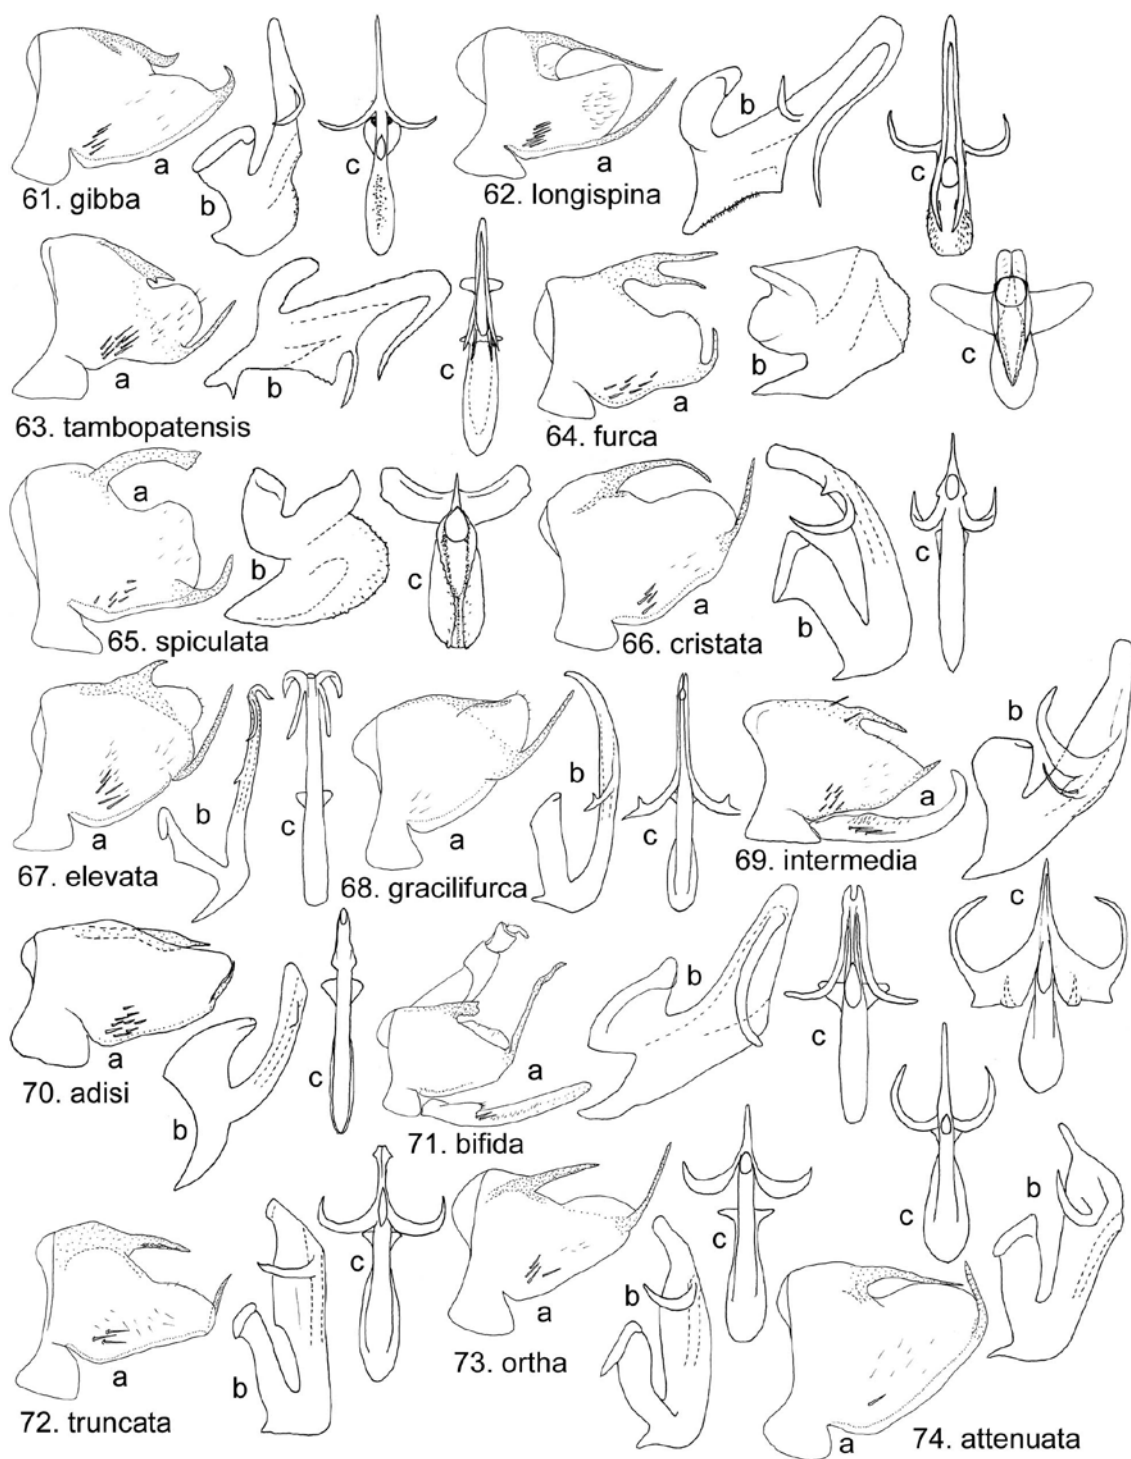 a
b
c
61. gibba
a
b
c
62. longispina
a
b
c
63. tambopatensis
a
b
c
64. furca
a
b
c
65. spiculata
a
b
c
66. cristata
a
b
c
67. elevata
a
b
c
68. gracilifurca
a
b
c
69. intermedia
a
b
c
70. adisi
a
b
c
71. bifida
a
b
c
72. truncata
a
b
c
73. ortha
a
b
c
74. attenuata